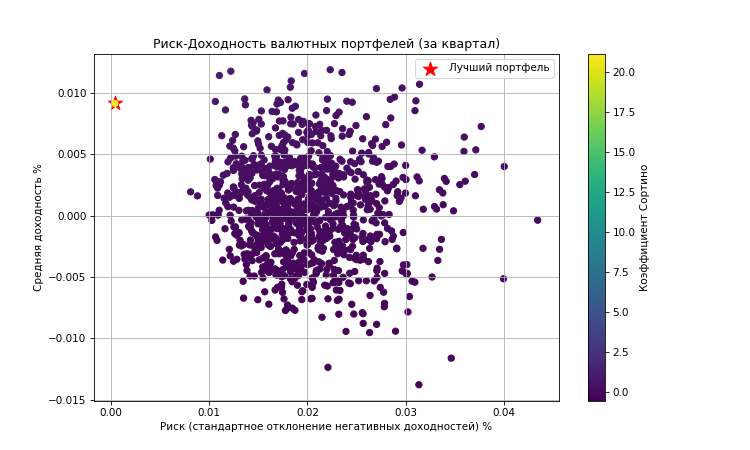 Риск-Доходность валютных портфелей (за квартал)
Лучший портфель
0.010
0.005
0.000
−0.005
−0.010
−0.015
Средняя доходность %
0.00 0.01 0.02 0.03 0.04
Риск (стандартное отклонение негативных доходностей) %
20.0
17.5
15.0
12.5
10.0
7.5
5.0
2.5
0.0
Коэффициент Сортино